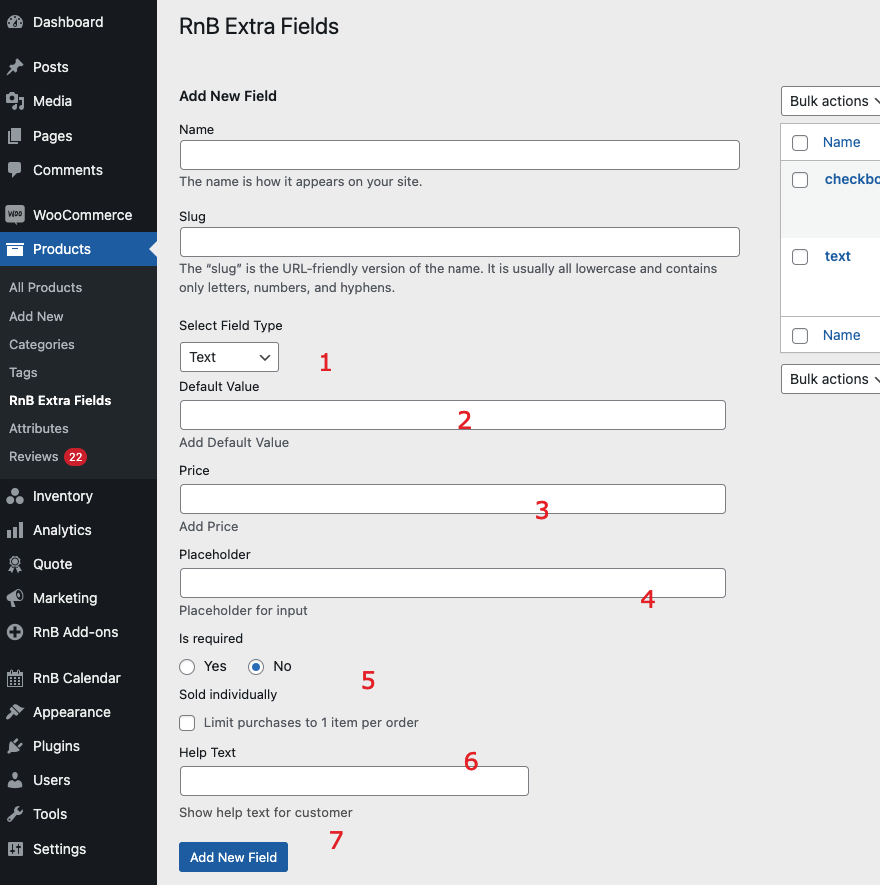 Dashboard
Posts
Media
Pages
Comments
WOO
WooCommerce
Products
All Products
Add New
Categories
Tags
RnB Extra Fields
Attributes
Reviews 22
Inventory
Analytics
Quote
Marketing
RnB Add-ons
RnB Calendar
Appearance
Plugins
Users
Tools
Settings
RnB Extra Fields
Add New Field
Name
The name is how it appears on your site.
Slug
The “slug” is the URL-friendly version of the name. It is usually all lowercase and contains
only letters, numbers, and hyphens.
Select Field Type
Text
1
Default Value
2
Add Default Value
Price
3
Add Price
Placeholder
4
Placeholder for input
Is required
Yes No
5
Sold individually
Limit purchases to 1 item per order
Help Text
6
Show help text for customer
7
Add New Field
Bulk actions
Name
checkbo
text
Name
Bulk actions